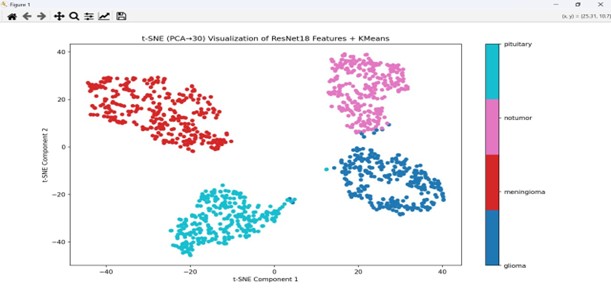 Figure 1
(x, y) = (25.31, 10.7)
t-SNE (PCA→30) Visualization of ResNet18 Features + KMeans
40
20
0
−20
−40
t-SNE Component 2
−40
−20
0
20
40
t-SNE Component 1
pituitary
notumor
meningioma
glioma